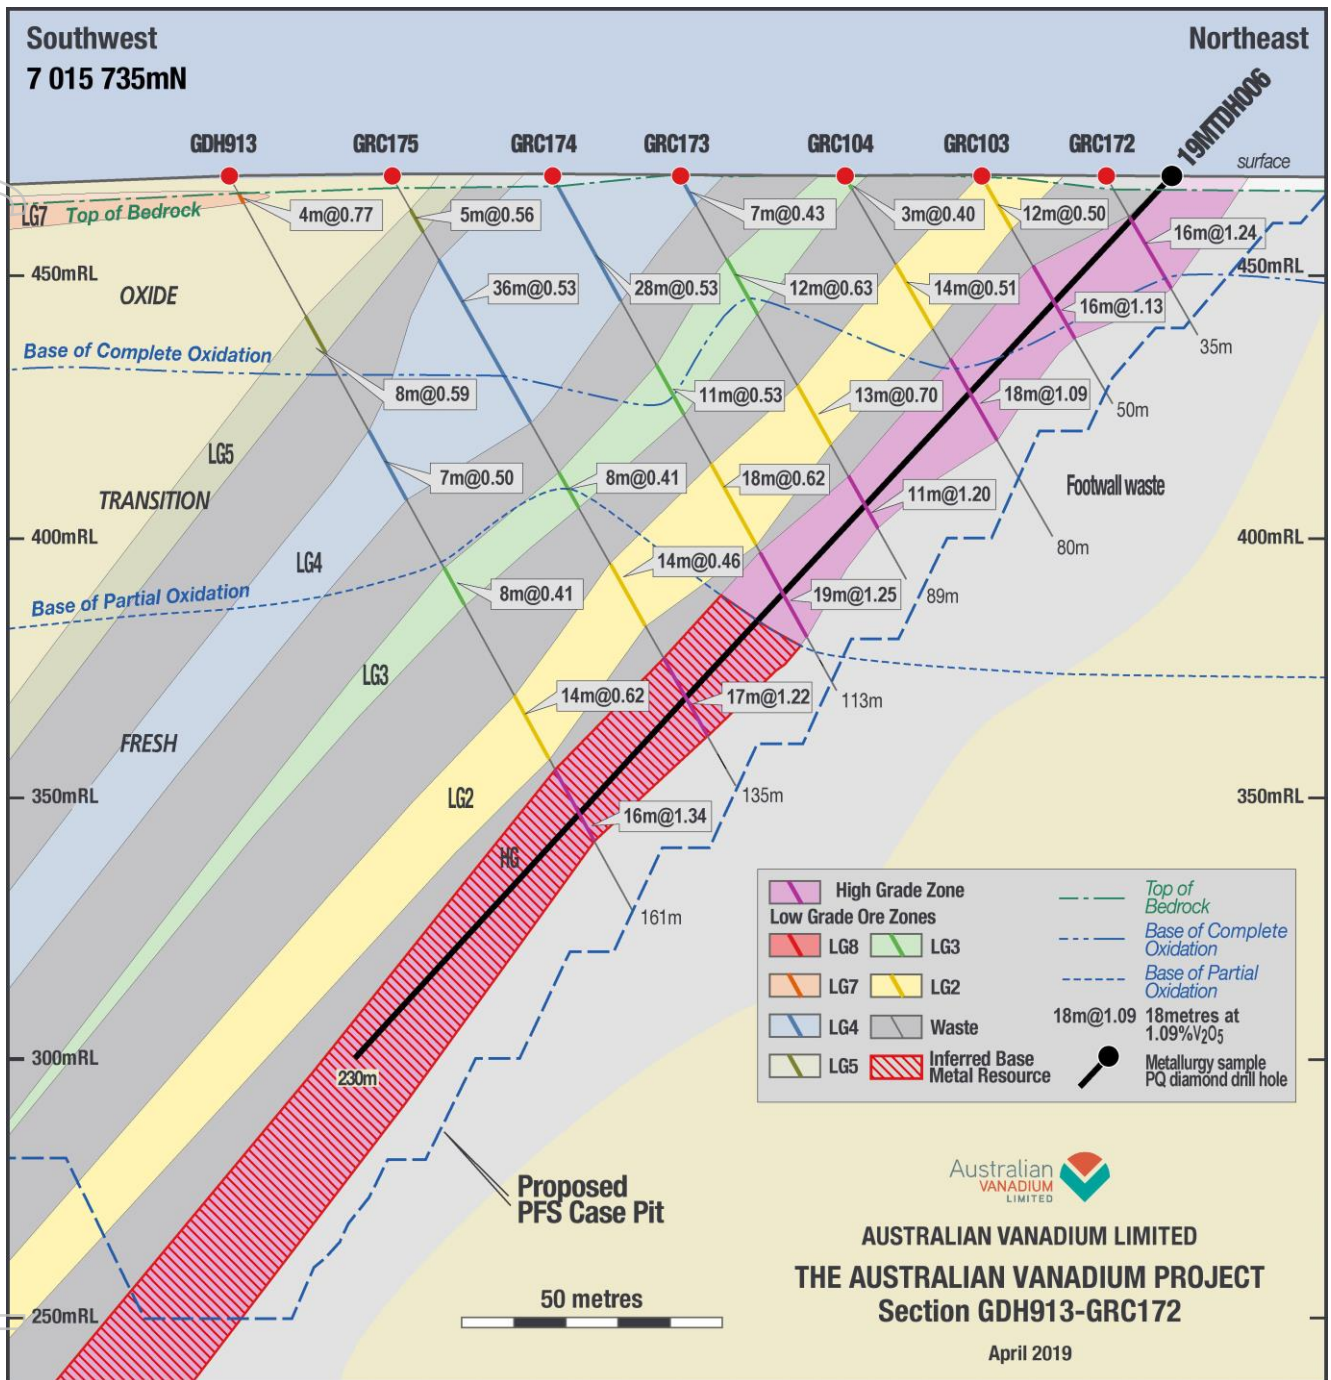 Southwest
Northeast
7 015 735mN
19MTDH006
GDH913
GRC175
GRC174
GRC173
GRC104
GRC103
GRC172
surface
LG7
Top of Bedrock
4m@0.77
5m@0.56
7m@0.43
3m@0.40
12m@0.50
16m@1.24
450mRL
450mRL
OXIDE
36m@0.53
28m@0.53
12m@0.63
14m@0.51
16m@1.13
35m
Base of Complete Oxidation
8m@0.59
11m@0.53
13m@0.70
18m@1.09
50m
LG5
7m@0.50
8m@0.41
18m@0.62
11m@1.20
Footwall waste
TRANSITION
400mRL
400mRL
80m
LG4
14m@0.46
Base of Partial Oxidation
8m@0.41
19m@1.25
89m
LG3
14m@0.62
17m@1.22
113m
FRESH
350mRL
350mRL
LG2
135m
16m@1.34
HG
161m
High Grade Zone
Low Grade Ore Zones
LG8
LG3
LG7
LG2
LG4
Waste
LG5
Inferred Base
Metal Resource
Top of
Bedrock
Base of Complete
Oxidation
Base of Partial
Oxidation
18m@1.09
18metres at
1.09%V₂O₅
Metallurgy sample
PQ diamond drill hole
300mRL
230m
Proposed
PFS Case Pit
Australian
VANADIUM
LIMITED
AUSTRALIAN VANADIUM LIMITED
THE AUSTRALIAN VANADIUM PROJECT
Section GDH913-GRC172
April 2019
50 metres
250mRL